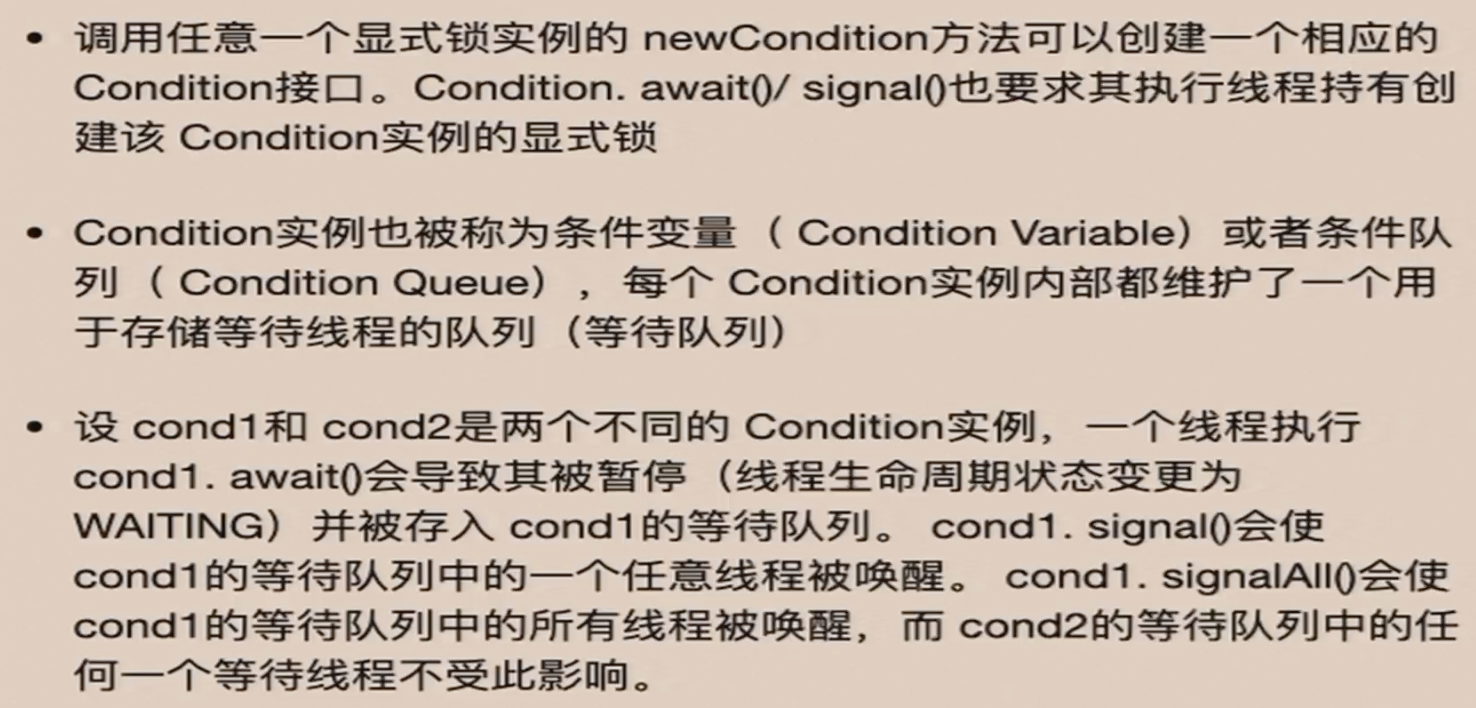 • 调用任意一个显式锁实例的 newCondition方法可以创建一个相应的
Condition接口。Condition. await()/ signal()也要求其执行线程持有创
建该 Condition实例的显式锁
• Condition实例也被称为条件变量（ Condition Variable）或者条件队
列（ Condition Queue），每个 Condition实例内部都维护了一个用
于存储等待线程的队列（等待队列）
• 设 cond1和 cond2是两个不同的 Condition实例，一个线程执行
cond1. await()会导致其被暂停（线程生命周期状态变更为
WAITING）并被存入 cond1的等待队列。 cond1. signal()会使
cond1的等待队列中的一个任意线程被唤醒。 cond1. signalAll()会使
cond1的等待队列中的所有线程被唤醒，而 cond2的等待队列中的任
何一个等待线程不受此影响。